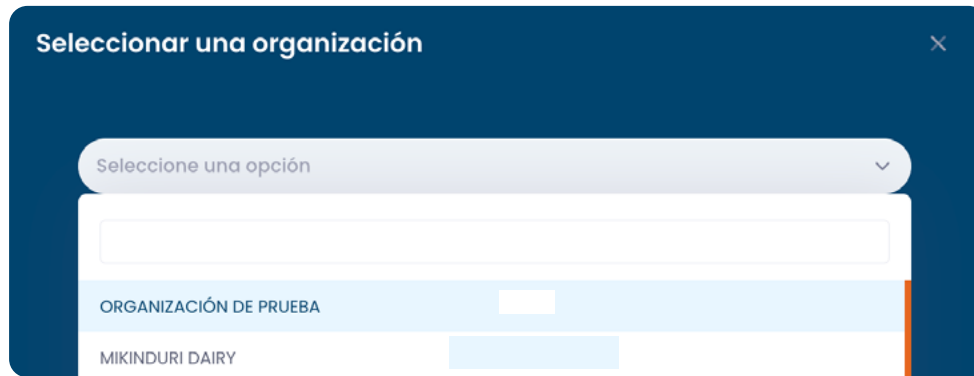 Seleccionar una organización
Seleccione una opción
ORGANIZACIÓN DE PRUEBA
MIKINDURI DAIRY